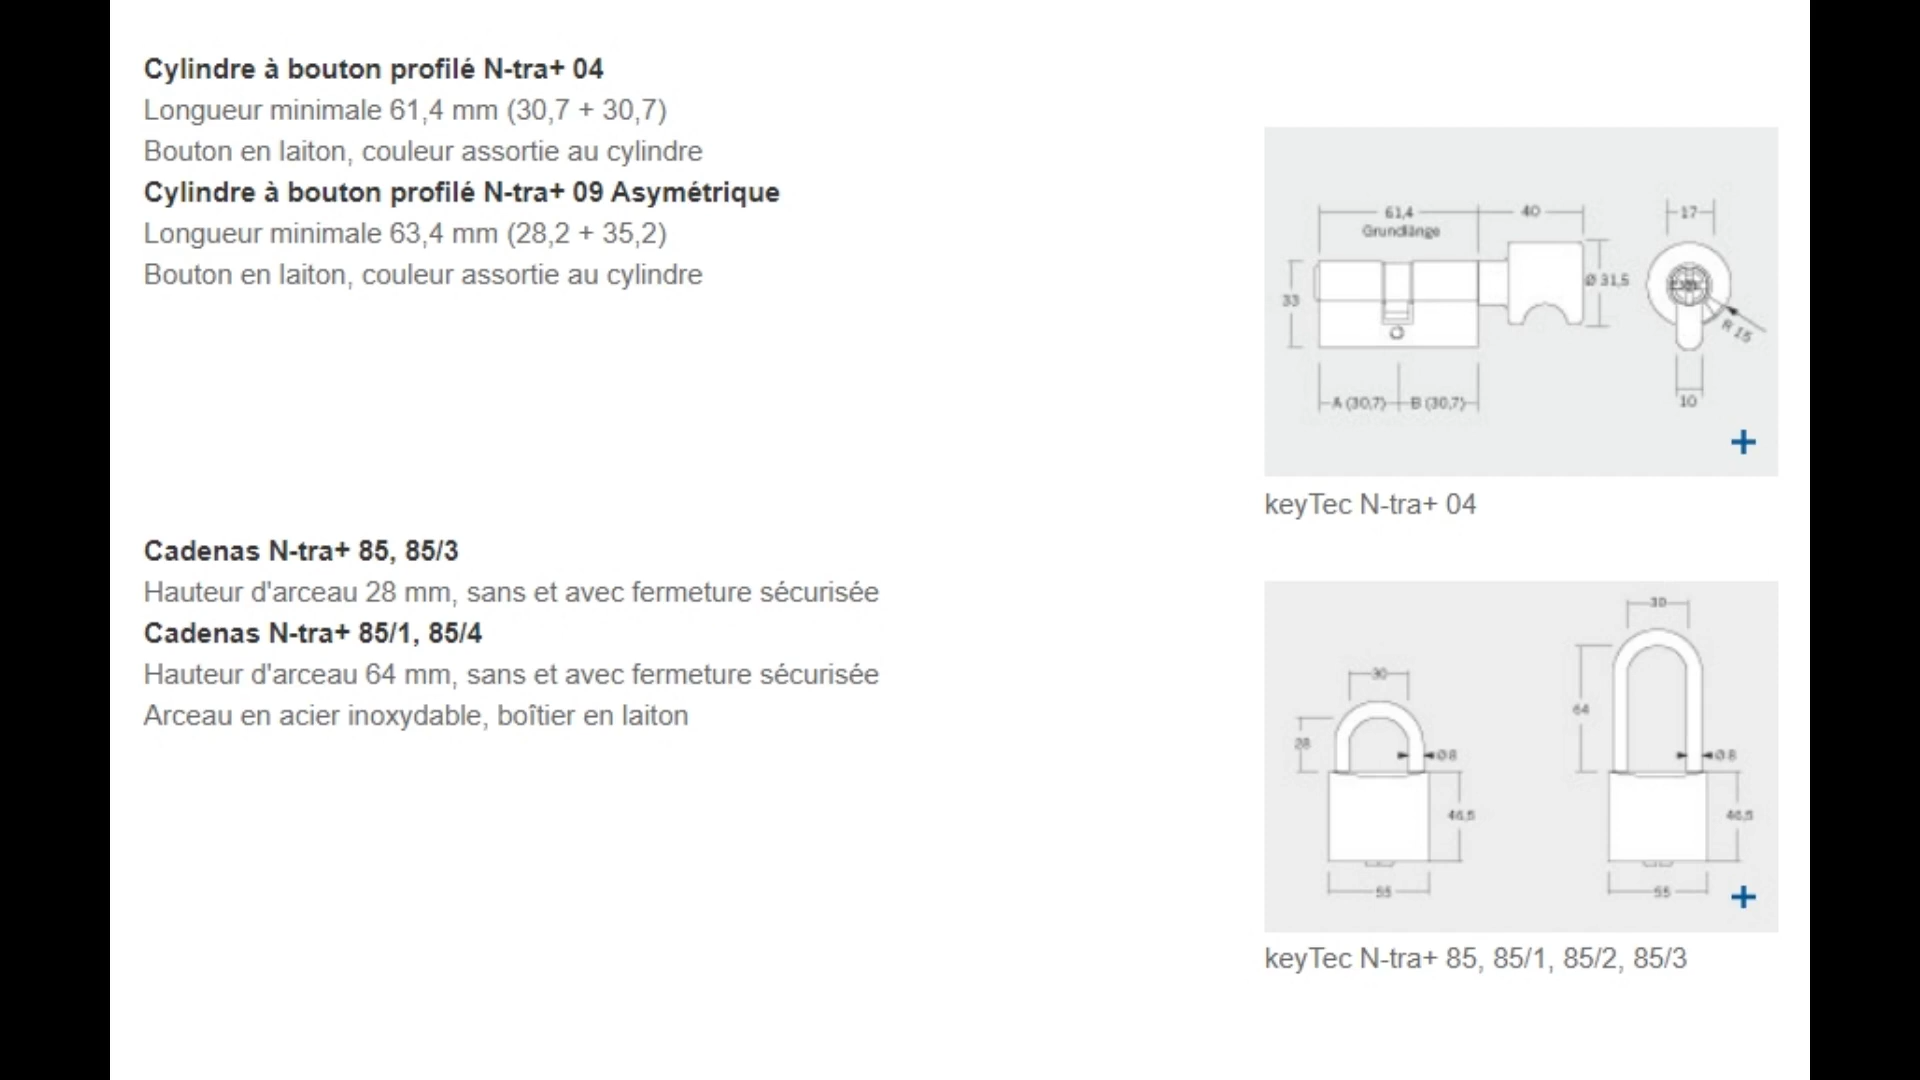 Cylindre à bouton profilé N-tra+ 04
Longueur minimale 61,4 mm (30,7 + 30,7)
Bouton en laiton, couleur assortie au cylindre
Cylindre à bouton profilé N-tra+ 09 Asymétrique
Longueur minimale 63,4 mm (28,2 + 35,2)
Bouton en laiton, couleur assortie au cylindre
61,4
Grundlänge
40
17
33
Ø 31,5
R 15
A (30,7)
B (30,7)
10
keyTec N-tra+ 04
Cadenas N-tra+ 85, 85/3
Hauteur d'arceau 28 mm, sans et avec fermeture sécurisée
Cadenas N-tra+ 85/1, 85/4
Hauteur d'arceau 64 mm, sans et avec fermeture sécurisée
Arceau en acier inoxydable, boîtier en laiton
30
28
Ø8
46,5
55
30
64
Ø8
46,5
55
keyTec N-tra+ 85, 85/1, 85/2, 85/3